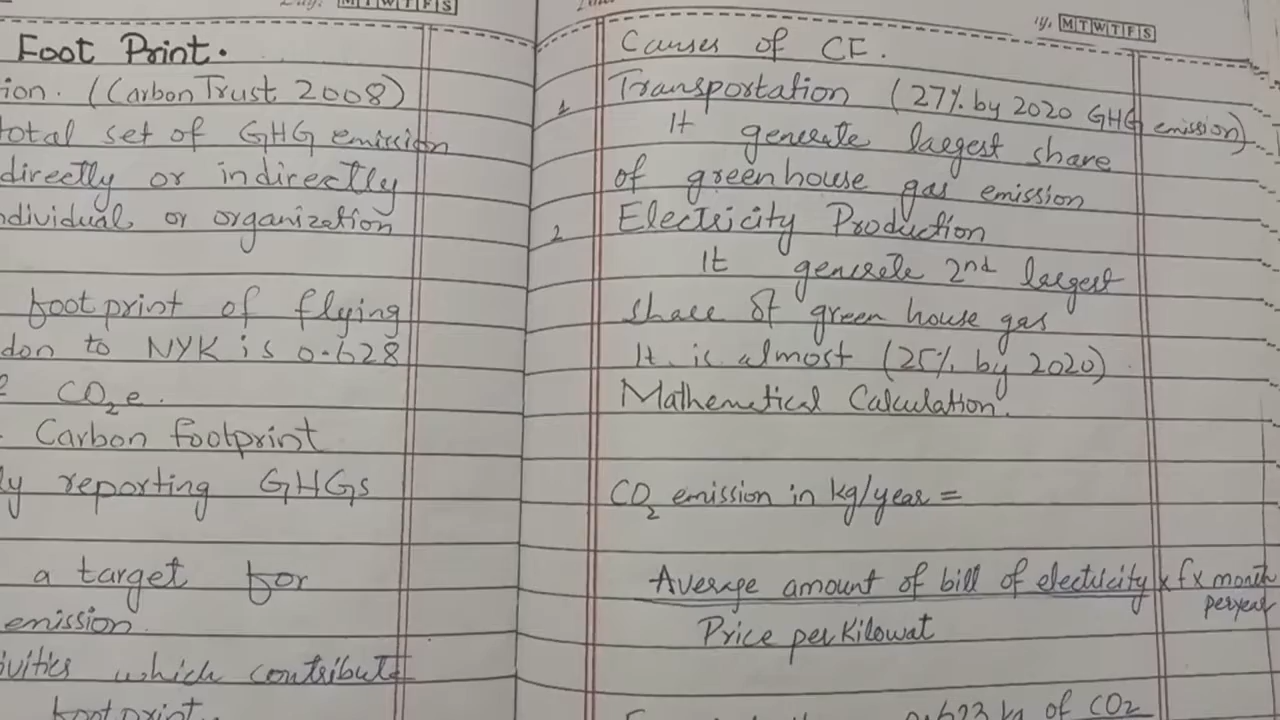 Foot Print.
ion. (Carbon Trust 2008)
total set of GHG emission
directly or indirectly
dividual or organization
footprint of flying
don to NYK is 0.628
CO2e.
Carbon footprint
ly reporting GHGs
a target for
emission
ivities which contribute
footprint.
M T W T F S
Causes of CF.
1 Transportation (27% by 2020 GHG emission)
It generate largest share
of greenhouse gas emission
2 Electricity Production
It generate 2nd largest
share of green house gas
It is almost (25% by 2020)
Mathematical Calculation.
CO2 emission in kg/year =
Average amount of bill of electricity x f x month
per year
Price per Kilowat
0.623 kg of CO2